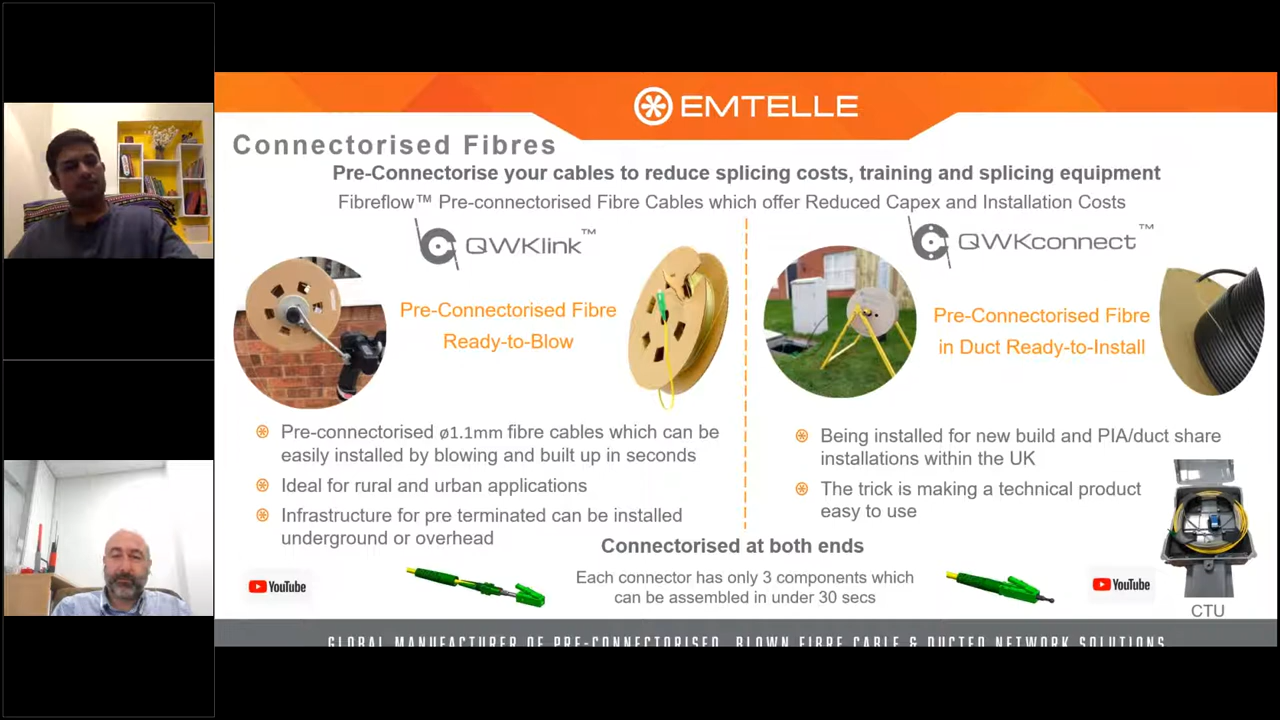 EMTELLE
Connectorised Fibres
Pre-Connectorise your cables to reduce splicing costs, training and splicing equipment
Fibreflow™ Pre-connectorised Fibre Cables which offer Reduced Capex and Installation Costs
QWKlink™
Pre-Connectorised Fibre
Ready-to-Blow
Pre-connectorised ø1.1mm fibre cables which can be
easily installed by blowing and built up in seconds
Ideal for rural and urban applications
Infrastructure for pre terminated can be installed
underground or overhead
YouTube
QWKconnect™
Pre-Connectorised Fibre
in Duct Ready-to-Install
Being installed for new build and PIA/duct share
installations within the UK
The trick is making a technical product
easy to use
Connectorised at both ends
Each connector has only 3 components which
can be assembled in under 30 secs
YouTube
CTU
GLOBAL MANUFACTURER OF PRE-CONNECTORISED, BLOWN FIBRE CABLE & DUCTED NETWORK SOLUTIONS